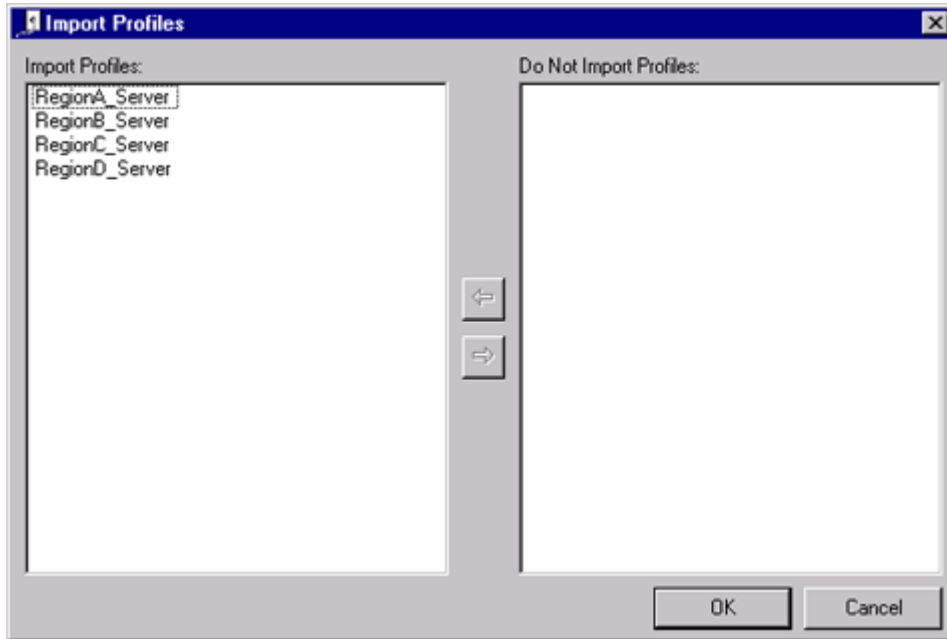 Import Profiles
Import Profiles:
Do Not Import Profiles:
RegionA_Server
RegionB_Server
RegionC_Server
RegionD_Server
OK
Cancel